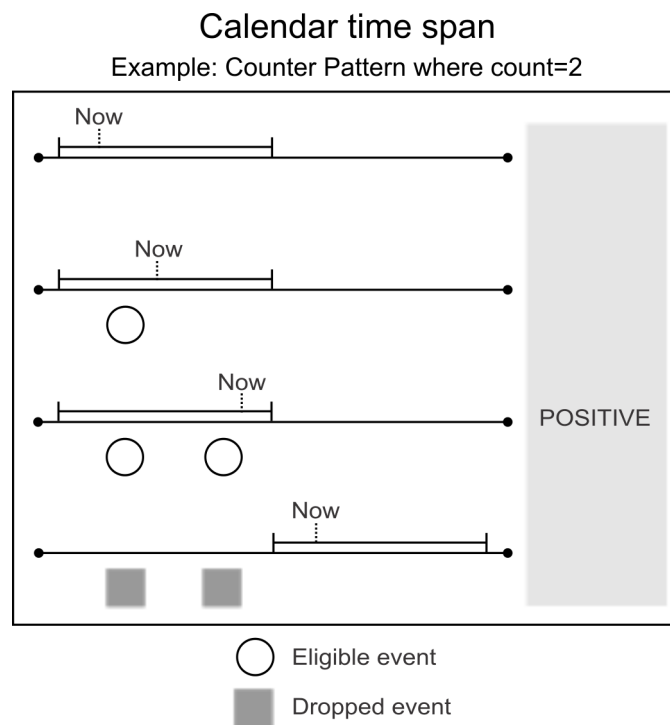 Calendar time span
Example: Counter Pattern where count=2
Now
Now
Now
POSITIVE
Now
Eligible event
Dropped event